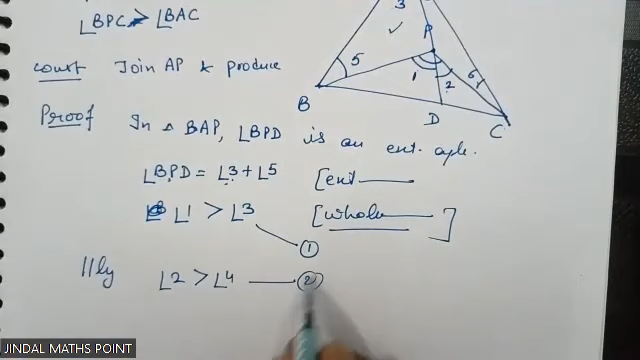 ∠BPC > ∠BAC
const Join AP & produce
Proof In △ BAP, ∠BPD is an ext. agle.
∠BPD = ∠3 + ∠5 [ext
∠1 > ∠3 [whole ]
①
||ly ∠2 > ∠4 ②
3
P
5
6
1
2
B
D
C
JINDAL MATHS POINT